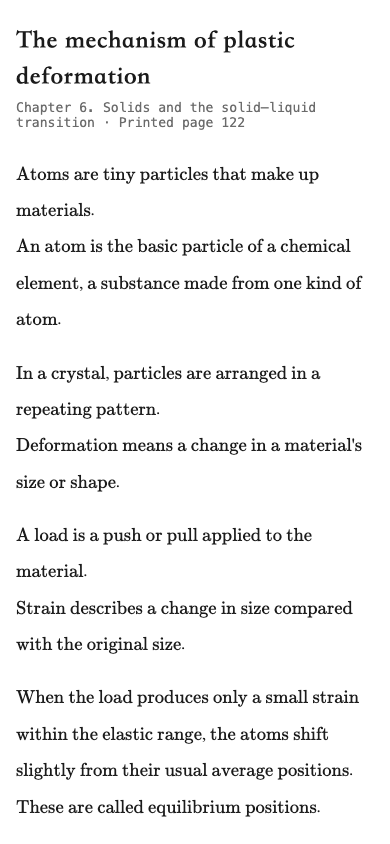 The mechanism of plastic
deformation
Chapter 6. Solids and the solid–liquid
transition · Printed page 122
Atoms are tiny particles that make up
materials.
An atom is the basic particle of a chemical
element, a substance made from one kind of
atom.
In a crystal, particles are arranged in a
repeating pattern.
Deformation means a change in a material's
size or shape.
A load is a push or pull applied to the
material.
Strain describes a change in size compared
with the original size.
When the load produces only a small strain
within the elastic range, the atoms shift
slightly from their usual average positions.
These are called equilibrium positions.